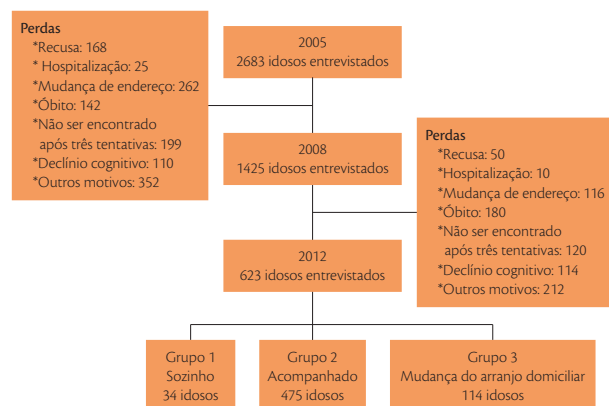 Perdas
*Recusa: 168
* Hospitalização: 25
*Mudança de endereço: 262
*Óbito: 142
*Não ser encontrado
após três tentativas: 199
*Declínio cognitivo: 110
*Outros motivos: 352
2005
2683 idosos entrevistados
2008
1425 idosos entrevistados
Perdas
*Recusa: 50
*Hospitalização: 10
*Mudança de endereço: 116
*Óbito: 180
*Não ser encontrado
após três tentativas: 120
*Declínio cognitivo: 114
*Outros motivos: 212
2012
623 idosos entrevistados
Grupo 1
Sozinho
34 idosos
Grupo 2
Acompanhado
475 idosos
Grupo 3
Mudança do arranjo domiciliar
114 idosos